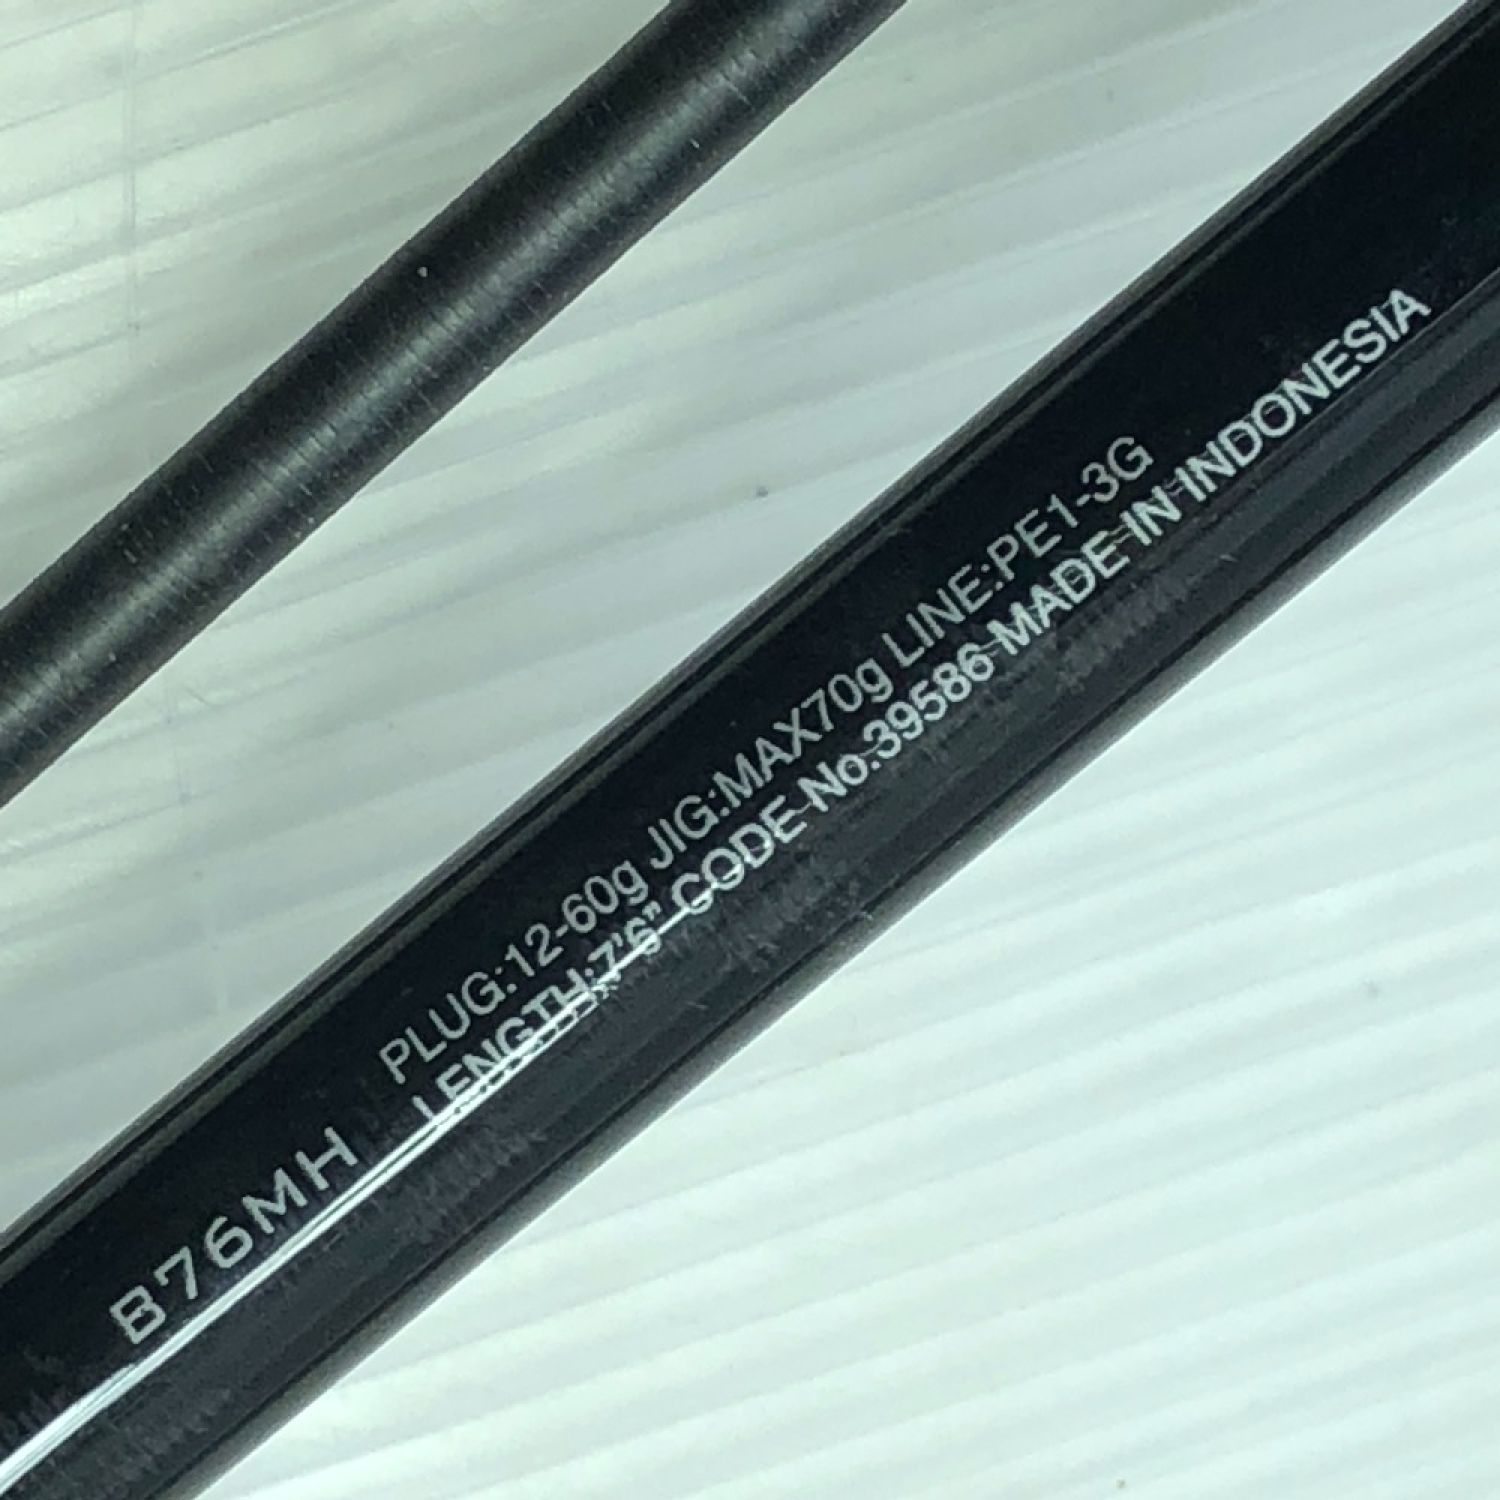 B76MH
PLUG:12-60g JIG:MAX70g LINE:PE1-3G
LENGTH:7'6" CODE No.39586 MADE IN INDONESIA